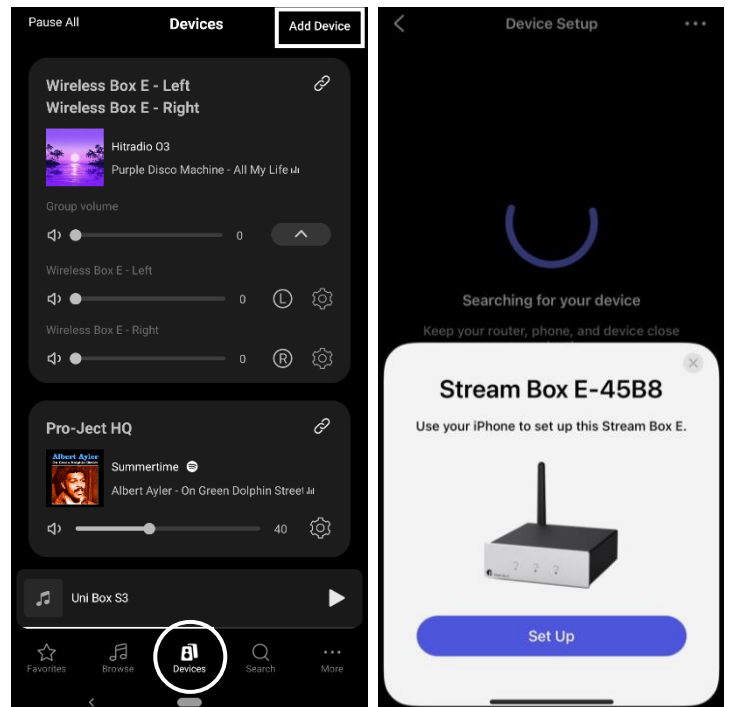 Pause All
Devices
Add Device
Wireless Box E - Left
Wireless Box E - Right
Hitradio O3
Purple Disco Machine - All My Life
Group volume
0
Wireless Box E - Left
0
L
Wireless Box E - Right
0
R
Pro-Ject HQ
Albert Ayler
Summertime
Albert Ayler - On Green Dolphin Street
40
Uni Box S3
Favorites
Browse
Devices
Search
More
Device Setup
Searching for your device
Keep your router, phone, and device close
Stream Box E-45B8
Use your iPhone to set up this Stream Box E.
Set Up